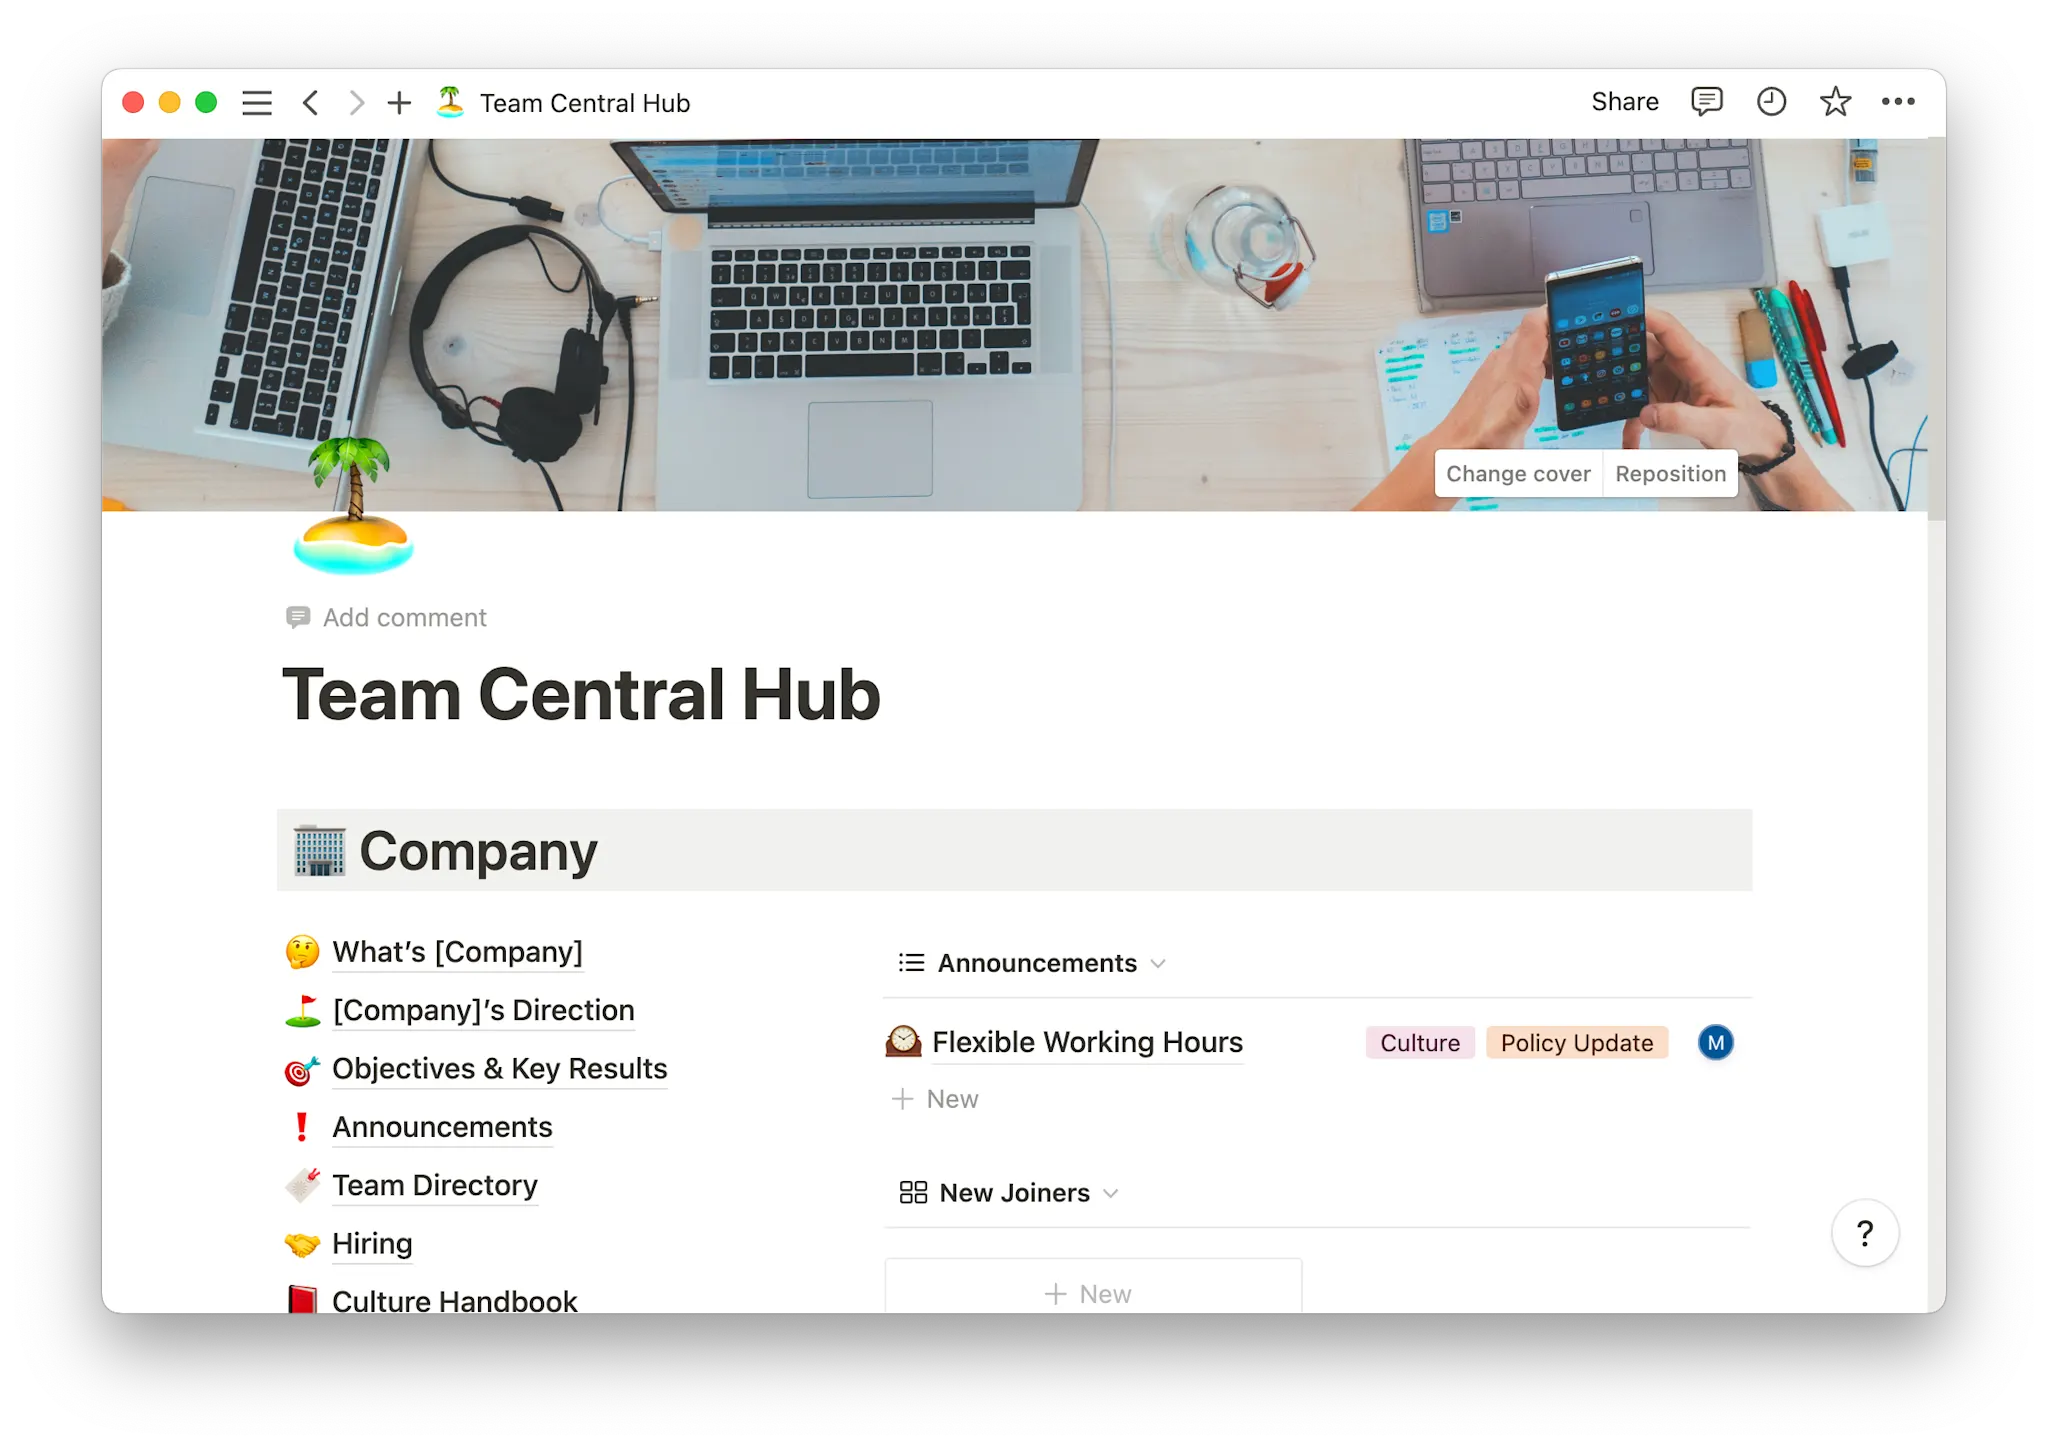 Team Central Hub
Share
Change cover
Reposition
Add comment
Team Central Hub
Company
What’s [Company]
[Company]’s Direction
Objectives & Key Results
Announcements
Team Directory
Hiring
Culture Handbook
Announcements
Flexible Working Hours Culture Policy Update M
New
New Joiners
New
?